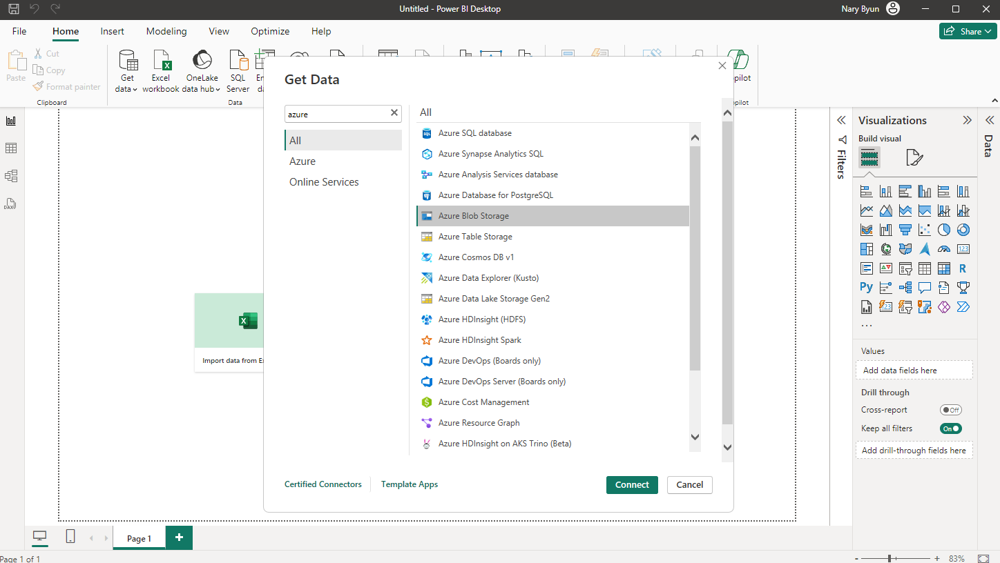 Untitled - Power BI Desktop
Nary Byun
File
Home
Insert
Modeling
View
Optimize
Help
Share
Paste
Cut
Copy
Format painter
Clipboard
Get data
Excel workbook
OneLake data hub
SQL Server
Data
Get Data
azure
All
Azure
Online Services
All
Azure SQL database
Azure Synapse Analytics SQL
Azure Analysis Services database
Azure Database for PostgreSQL
Azure Blob Storage
Azure Table Storage
Azure Cosmos DB v1
Azure Data Explorer (Kusto)
Azure Data Lake Storage Gen2
Azure HDInsight (HDFS)
Azure HDInsight Spark
Azure DevOps (Boards only)
Azure DevOps Server (Boards only)
Azure Cost Management
Azure Resource Graph
Azure HDInsight on AKS Trino (Beta)
Certified Connectors
Template Apps
Connect
Cancel
Import data from
Filters
Visualizations
Build visual
123
R
Py
123
Values
Add data fields here
Drill through
Cross-report
Off
Keep all filters
On
Add drill-through fields here
Data
DAX
Page 1
Page 1 of 1
83%